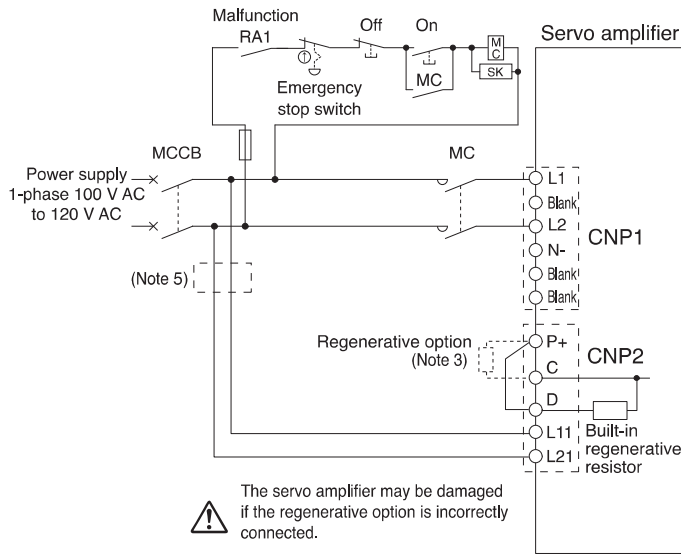 Malfunction
RA1
Off
On
MC
SK
MC
Emergency
stop switch
Servo amplifier
MCCB
MC
Power supply
1-phase 100 V AC
to 120 V AC
(Note 5)
L1
Blank
L2
N-
Blank
Blank
CNP1
Regenerative option
(Note 3)
P+
C
D
L11
L21
CNP2
Built-in
regenerative
resistor
The servo amplifier may be damaged
if the regenerative option is incorrectly
connected.